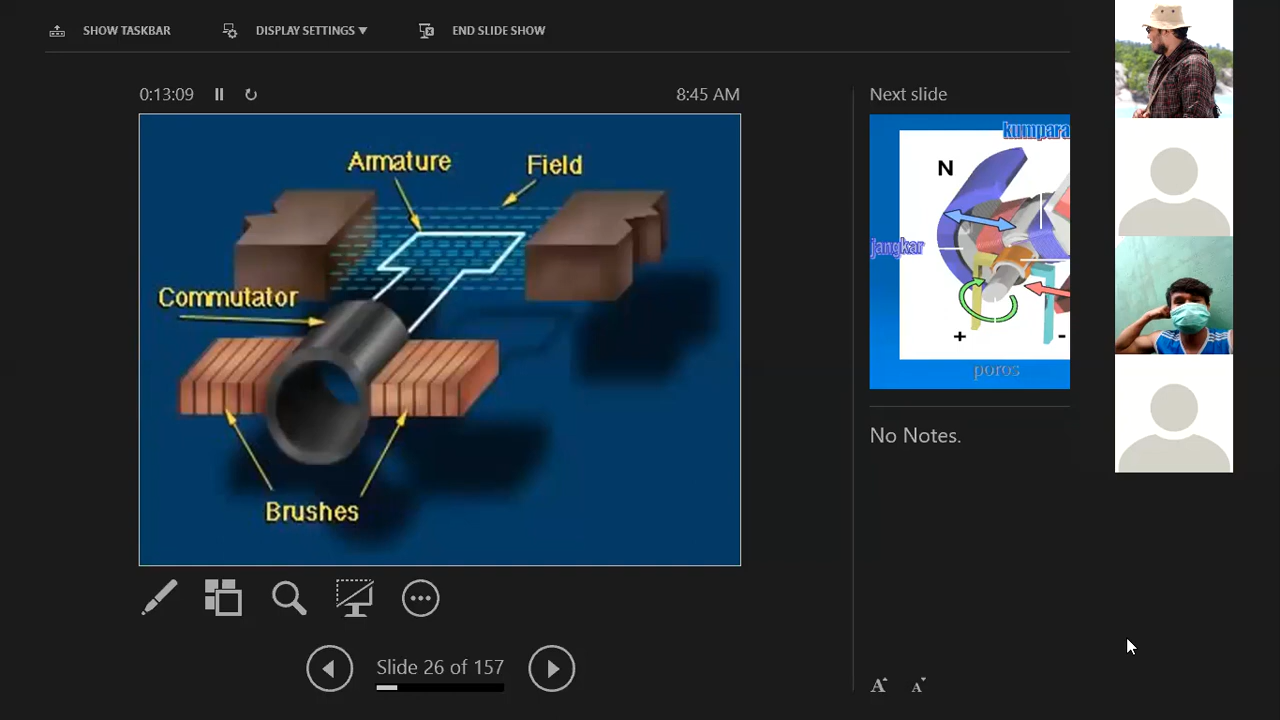 SHOW TASKBAR
DISPLAY SETTINGS ▼
END SLIDE SHOW
0:13:09
8:45 AM
Next slide
Armature
Field
Commutator
Brushes
N
jangkar
+
-
poros
No Notes.
Slide 26 of 157
A
A